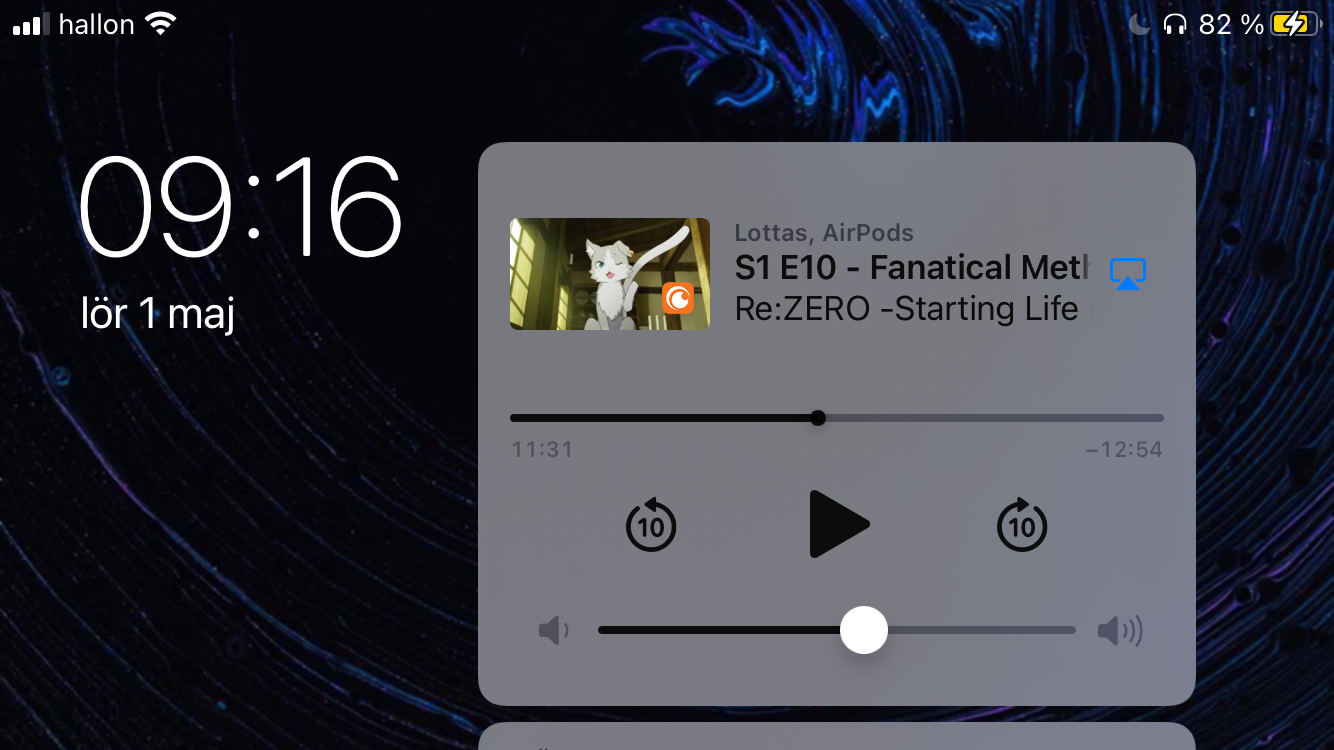 hallon
82 %
09:16
lör 1 maj
Lottas, AirPods
S1 E10 - Fanatical Meth
Re:ZERO -Starting Life
11:31
−12:54
10
10